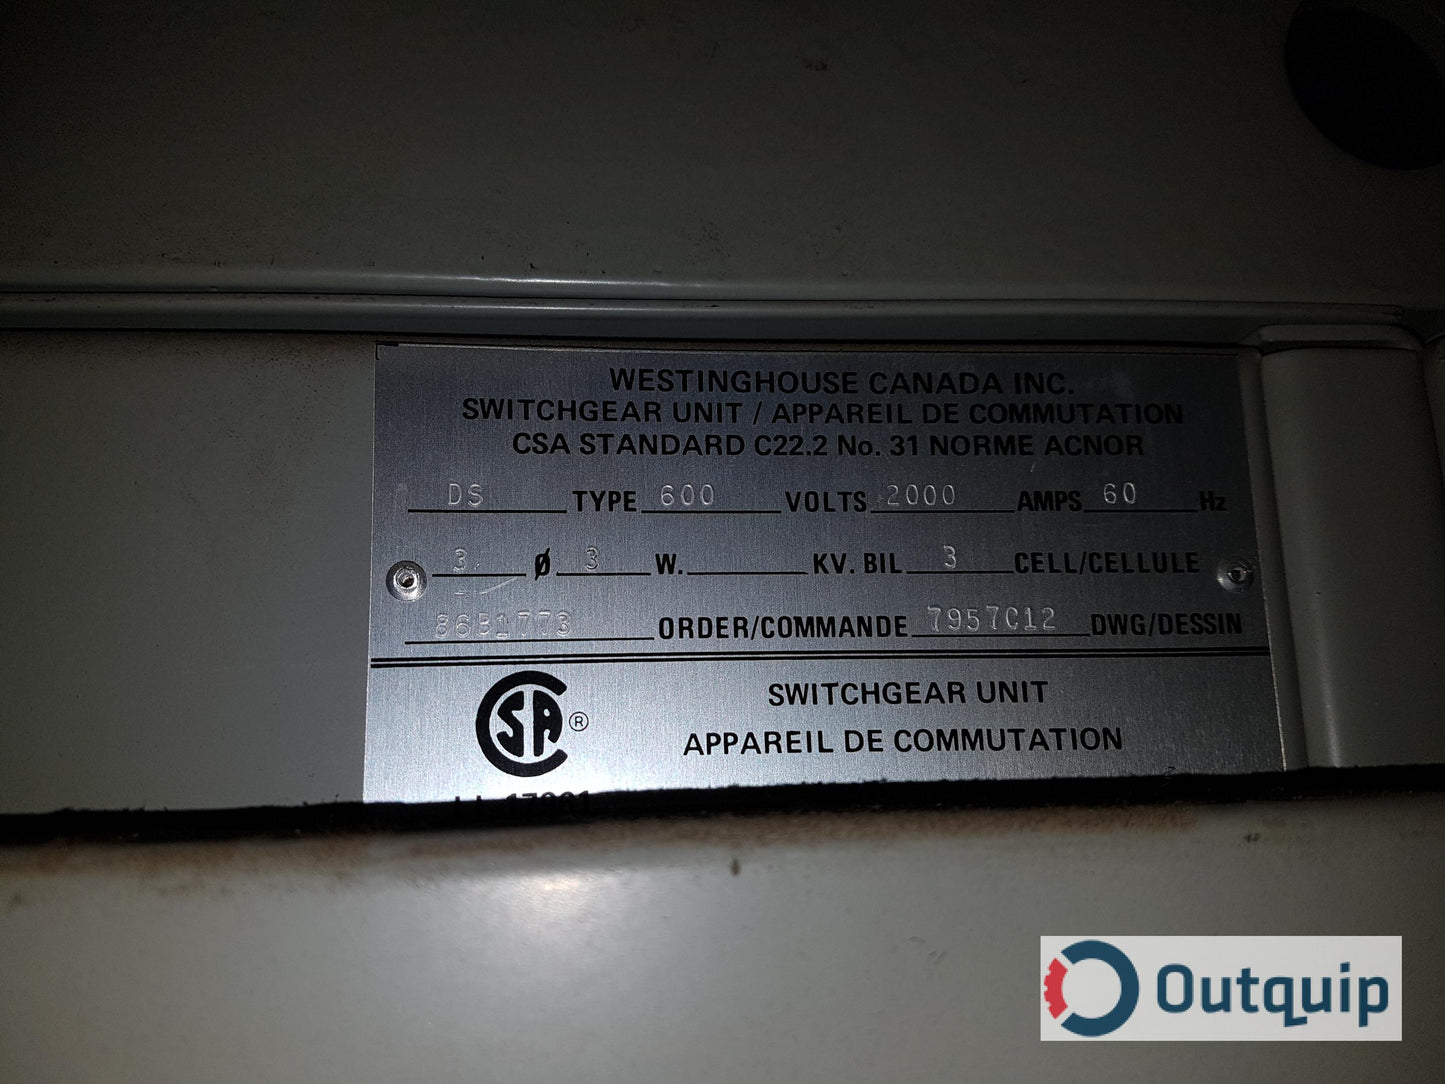 WESTINGHOUSE CANADA INC.
SWITCHGEAR UNIT / APPAREIL DE COMMUTATION
CSA STANDARD C22.2 No. 31 NORME ACNOR
DS TYPE 600 VOLTS 2000 AMPS 60 Hz
3 Ø 3 W. KV. BIL 3 CELL/CELLULE
86B1773 ORDER/COMMANDE 7957C12 DWG/DESSIN
CSA ® SWITCHGEAR UNIT
APPAREIL DE COMMUTATION
Outquip